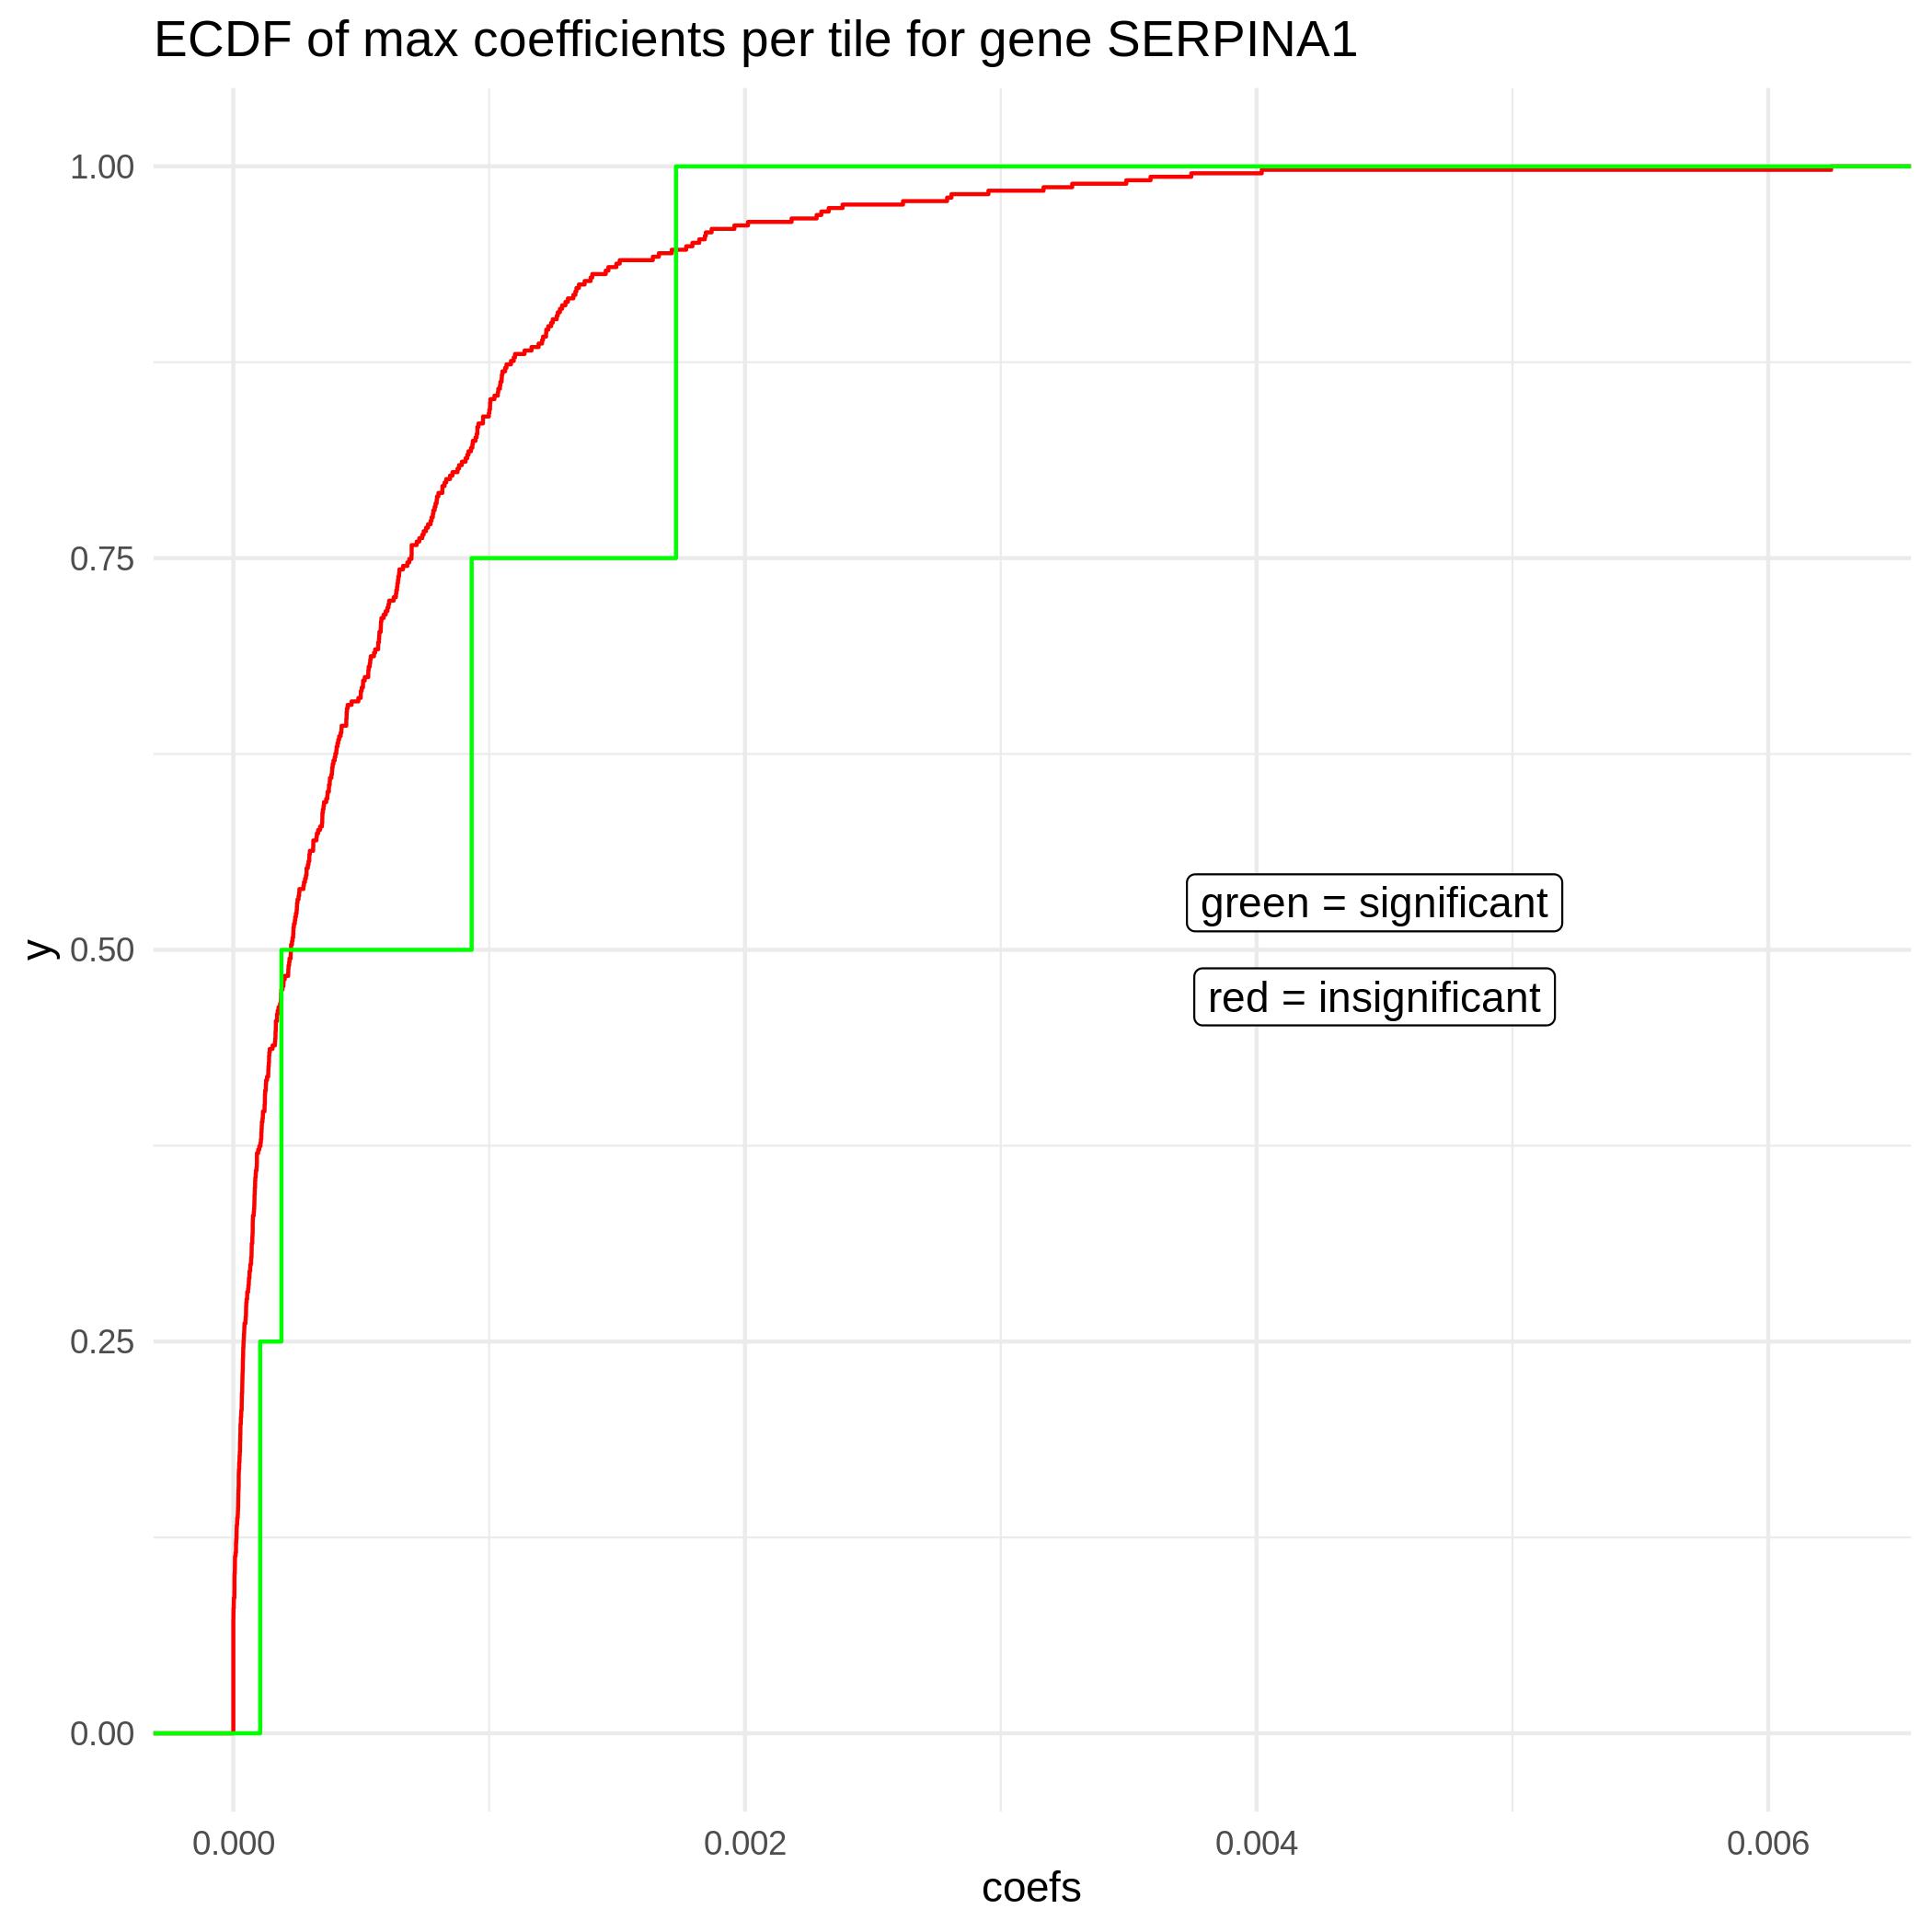 ECDF of max coefficients per tile for gene SERPINA1
1.00
0.75
0.50
0.25
0.00
y
green = significant
red = insignificant
0.000
0.002
0.004
0.006
coefs